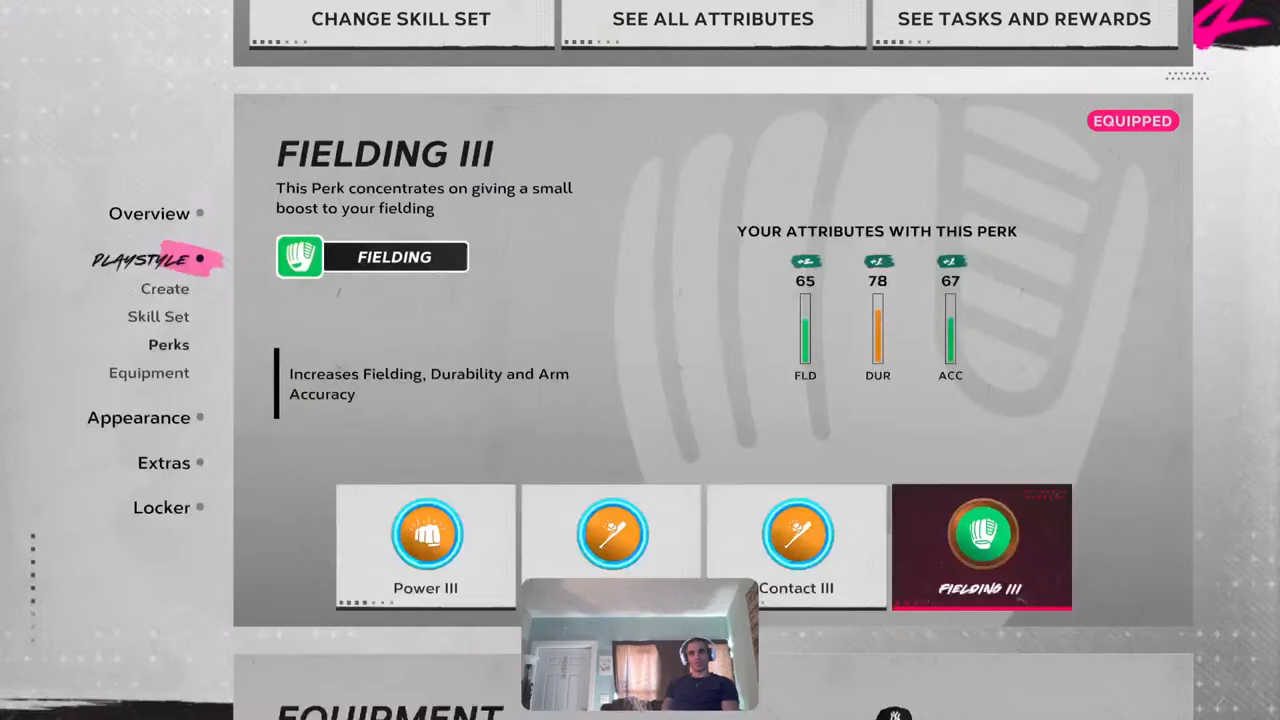 CHANGE SKILL SET
SEE ALL ATTRIBUTES
SEE TASKS AND REWARDS
EQUIPPED
FIELDING III
This Perk concentrates on giving a small
boost to your fielding
FIELDING
YOUR ATTRIBUTES WITH THIS PERK
+2 +1 +1
65 78 67
FLD DUR ACC
Increases Fielding, Durability and Arm
Accuracy
Overview
PLAYSTYLE
Create
Skill Set
Perks
Equipment
Appearance
Extras
Locker
Power III
Contact III
FIELDING III
EQUIPMENT